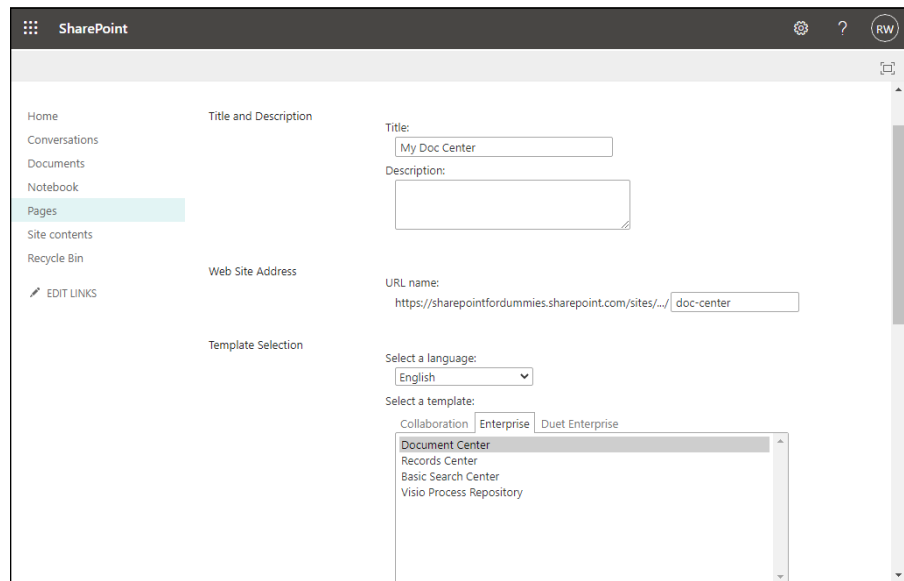 SharePoint
?
RW
Home
Conversations
Documents
Notebook
Pages
Site contents
Recycle Bin
EDIT LINKS
Title and Description
Title:
My Doc Center
Description:
Web Site Address
URL name:
https://sharepointfordummies.sharepoint.com/sites/.../ doc-center
Template Selection
Select a language:
English
Select a template:
Collaboration Enterprise Duet Enterprise
Document Center
Records Center
Basic Search Center
Visio Process Repository